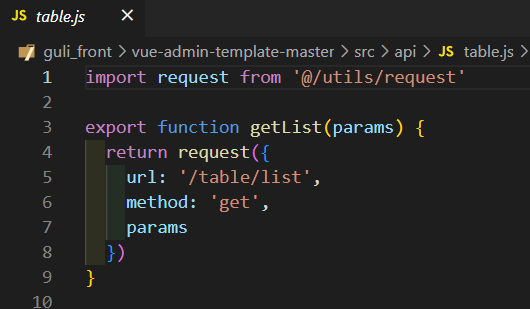 JS table.js ×
guli_front > vue-admin-template-master > src > api > JS table.js >
1 import request from '@/utils/request'
2
3 export function getList(params) {
4   return request({
5     url: '/table/list',
6     method: 'get',
7     params
8   })
9 }
10